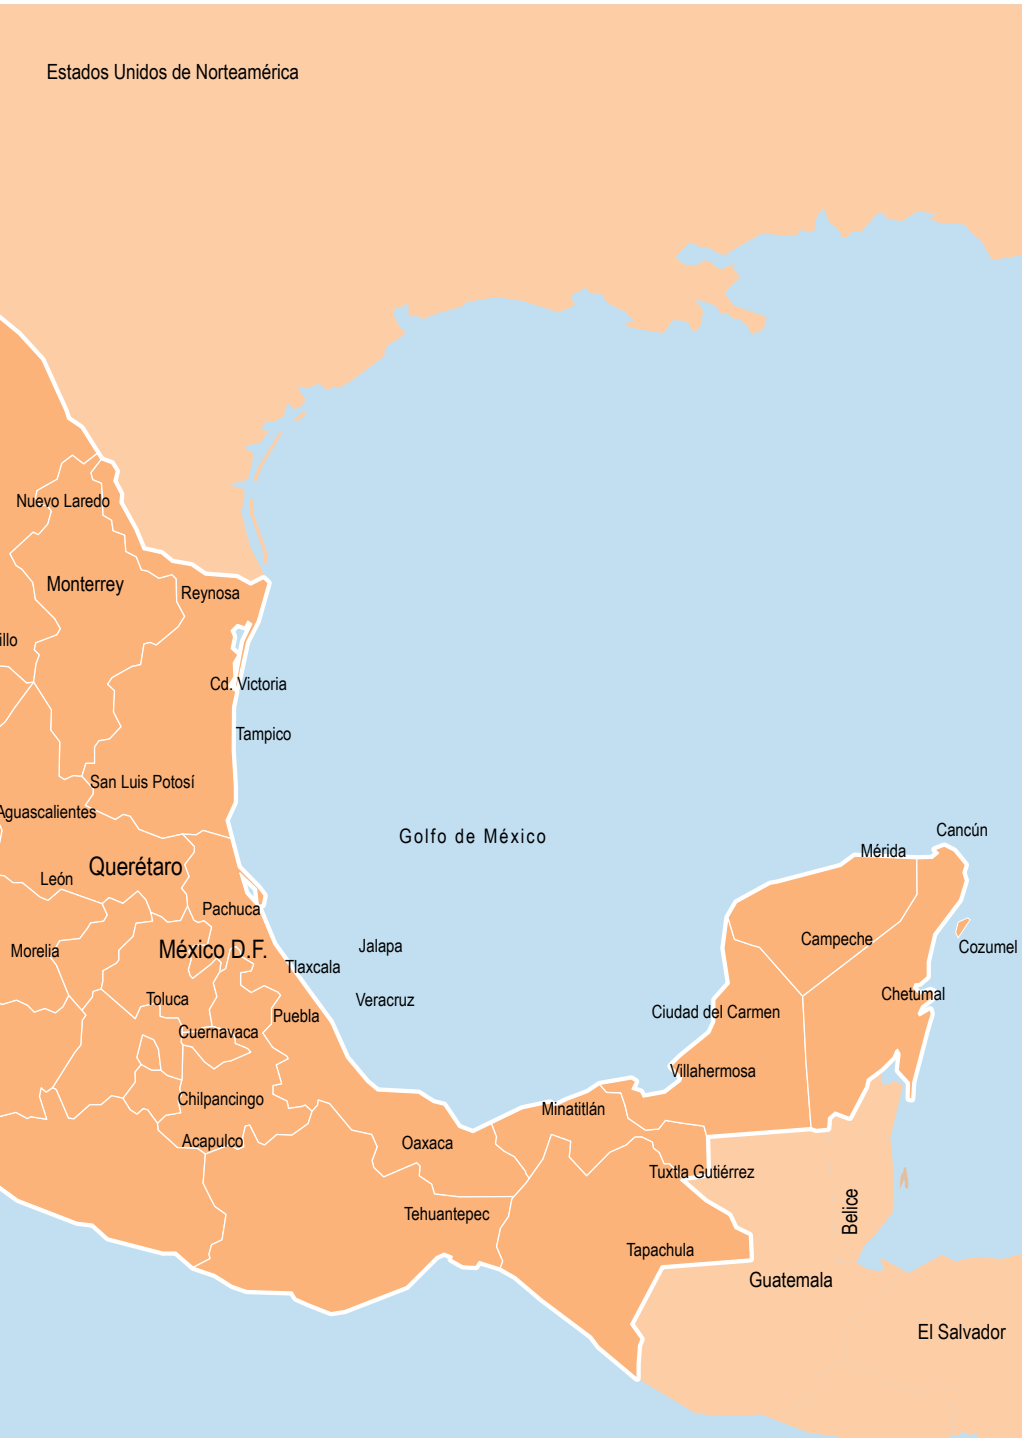 Estados Unidos de Norteamérica
Nuevo Laredo
Monterrey
Reynosa
illo
Cd. Victoria
Tampico
San Luis Potosí
Aguascalientes
Golfo de México
Cancún
Mérida
Querétaro
León
Pachuca
Campeche
Jalapa
Cozumel
México D.F.
Morelia
Tlaxcala
Chetumal
Toluca
Veracruz
Ciudad del Carmen
Puebla
Cuernavaca
Villahermosa
Chilpancingo
Minatitlán
Acapulco
Oaxaca
Tuxtla Gutiérrez
Belice
Tehuantepec
Tapachula
Guatemala
El Salvador